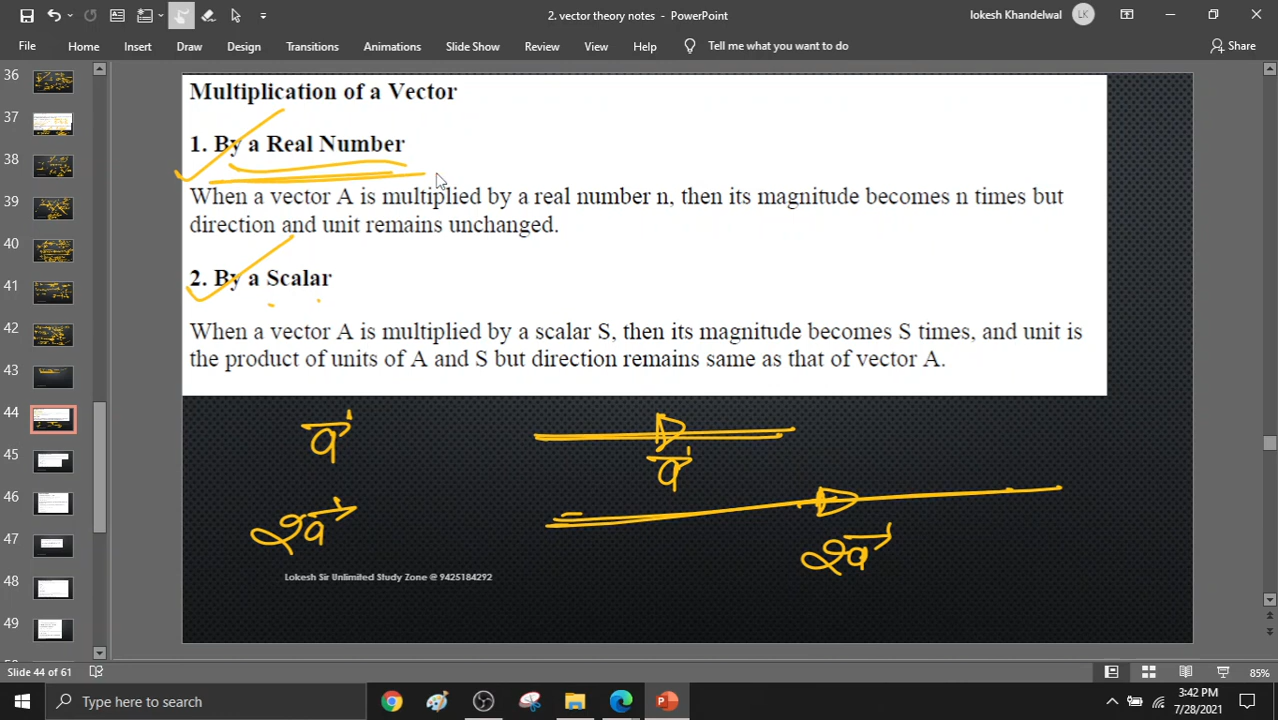 2. vector theory notes - PowerPoint
lokesh Khandelwal
LK
File Home Insert Draw Design Transitions Animations Slide Show Review View Help Tell me what you want to do Share
36
37
38
39
40
41
42
43
44
45
46
47
48
49
Multiplication of a Vector
1. By a Real Number
When a vector A is multiplied by a real number n, then its magnitude becomes n times but
direction and unit remains unchanged.
2. By a Scalar
When a vector A is multiplied by a scalar S, then its magnitude becomes S times, and unit is
the product of units of A and S but direction remains same as that of vector A.
a⃗
a⃗
2a⃗
2a⃗
Lokesh Sir Unlimited Study Zone @ 9425184292
Slide 44 of 61
85%
Type here to search
3:42 PM
7/28/2021